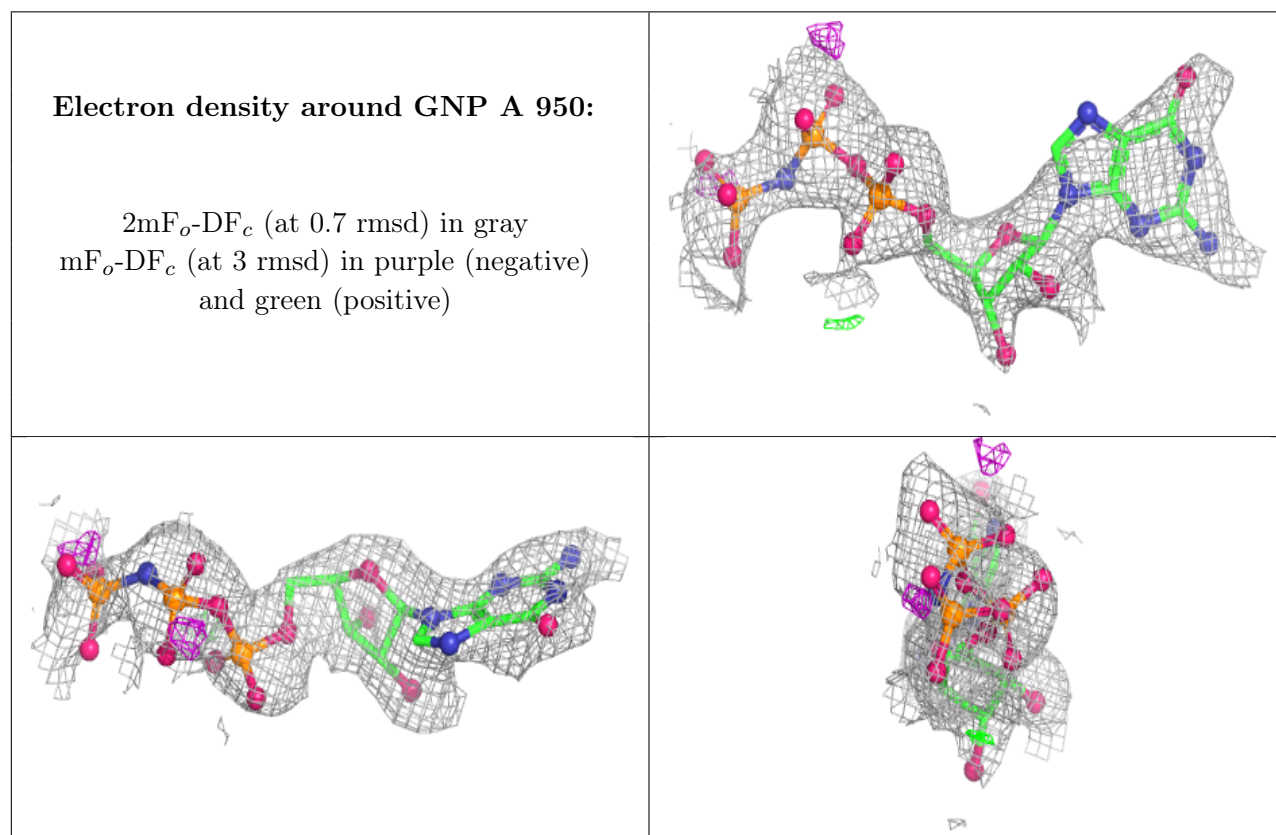 Electron density around GNP A 950:
2mFo-DFc (at 0.7 rmsd) in gray
mFo-DFc (at 3 rmsd) in purple (negative)
and green (positive)